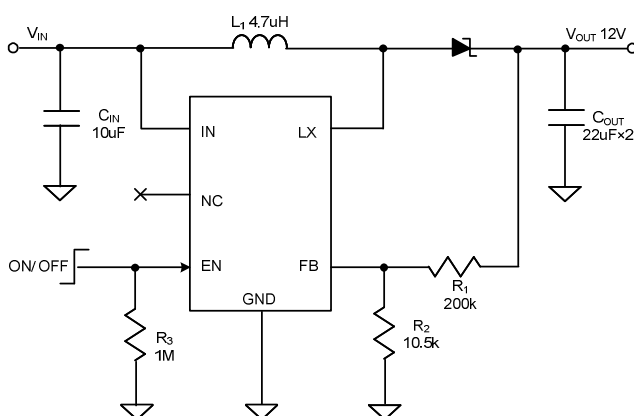 L1 4.7uH
VIN
VOUT 12V
CIN
10uF
COUT
22uF×2
IN
LX
NC
ON/OFF
EN
FB
GND
R1
200k
R2
10.5k
R3
1M